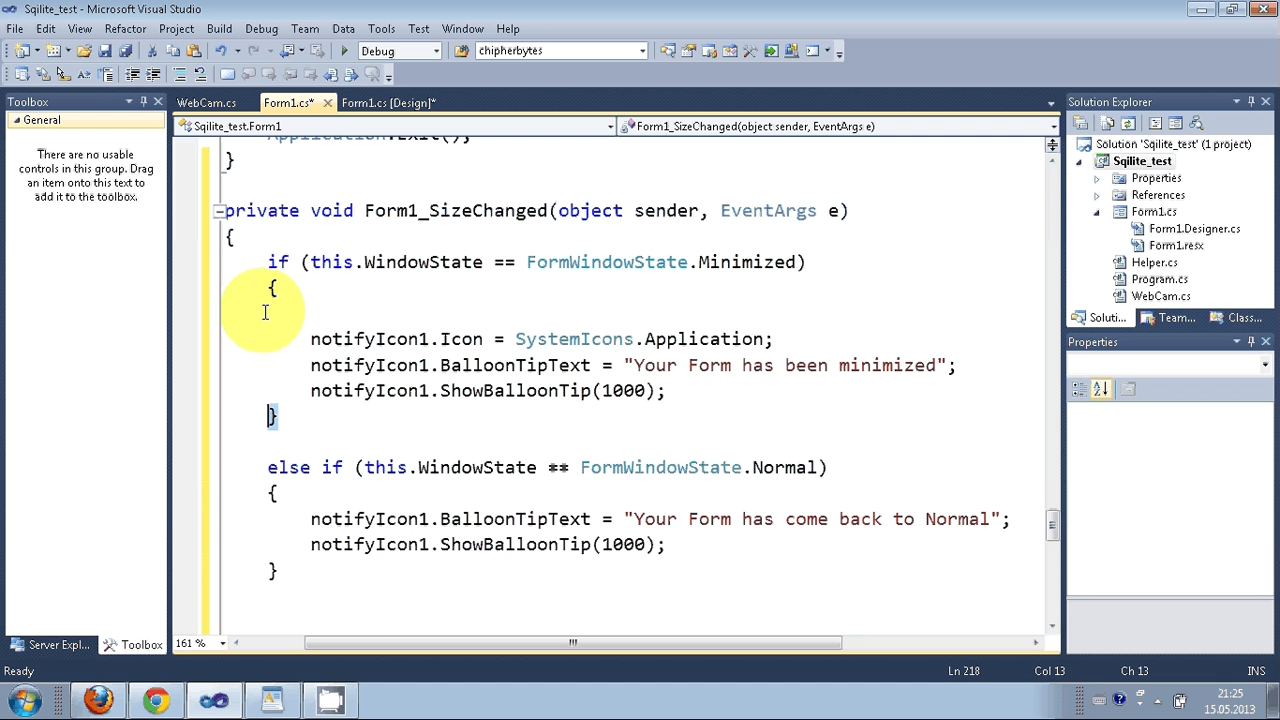 Sqilite_test - Microsoft Visual Studio
File Edit View Refactor Project Build Debug Team Data Tools Test Window Help
Debug chipherbytes
Toolbox
General
There are no usable
controls in this group. Drag
an item onto this text to
add it to the toolbox.
Server Expl... Toolbox
WebCam.cs Form1.cs* Form1.cs [Design]*
Sqilite_test.Form1 Form1_SizeChanged(object sender, EventArgs e)
Application.Exit();
}
private void Form1_SizeChanged(object sender, EventArgs e)
{
if (this.WindowState == FormWindowState.Minimized)
{
notifyIcon1.Icon = SystemIcons.Application;
notifyIcon1.BalloonTipText = "Your Form has been minimized";
notifyIcon1.ShowBalloonTip(1000);
}
else if (this.WindowState == FormWindowState.Normal)
{
notifyIcon1.BalloonTipText = "Your Form has come back to Normal";
notifyIcon1.ShowBalloonTip(1000);
}
161 %
Solution Explorer
Solution 'Sqilite_test' (1 project)
Sqilite_test
Properties
References
Form1.cs
Form1.Designer.cs
Form1.resx
Helper.cs
Program.cs
WebCam.cs
Soluti... Team... Class...
Properties
Ready Ln 218 Col 13 Ch 13 INS
21:25
15.05.2013